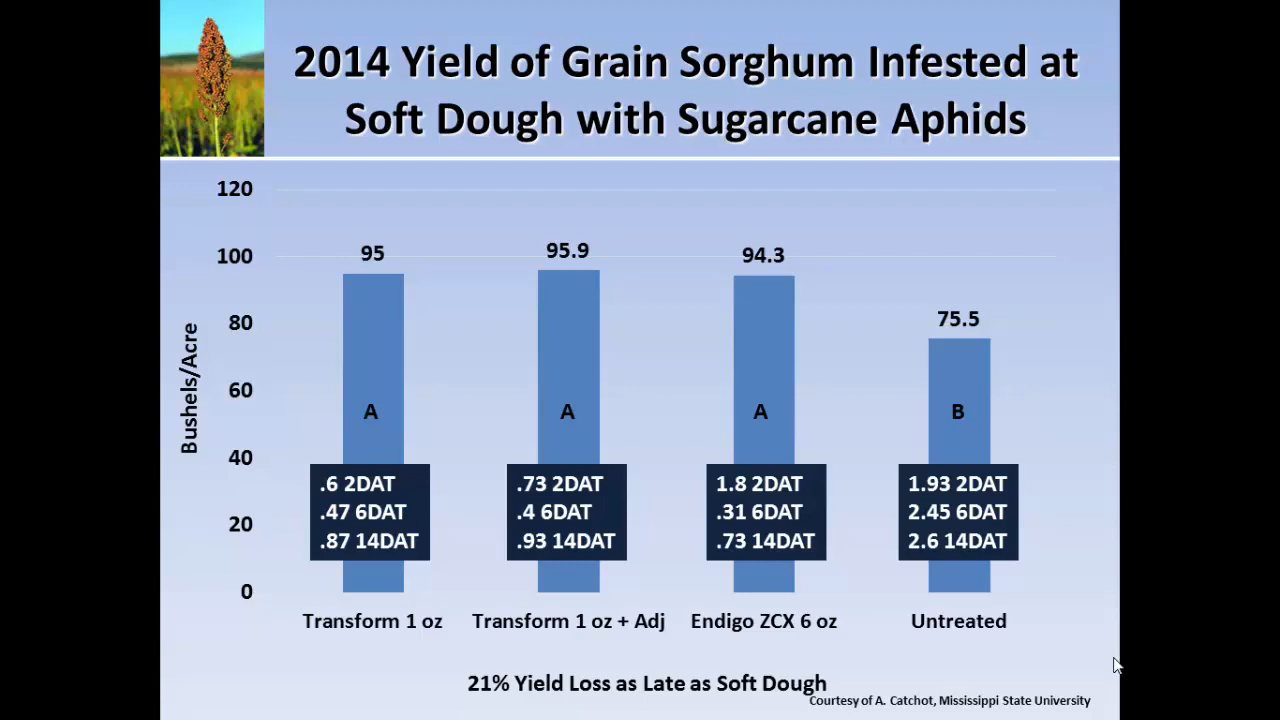 2014 Yield of Grain Sorghum Infested at
Soft Dough with Sugarcane Aphids
120
100
80
60
40
20
0
Bushels/Acre
95
95.9
94.3
75.5
A
A
A
B
.6 2DAT
.47 6DAT
.87 14DAT
.73 2DAT
.4 6DAT
.93 14DAT
1.8 2DAT
.31 6DAT
.73 14DAT
1.93 2DAT
2.45 6DAT
2.6 14DAT
Transform 1 oz
Transform 1 oz + Adj
Endigo ZCX 6 oz
Untreated
21% Yield Loss as Late as Soft Dough
Courtesy of A. Catchot, Mississippi State University